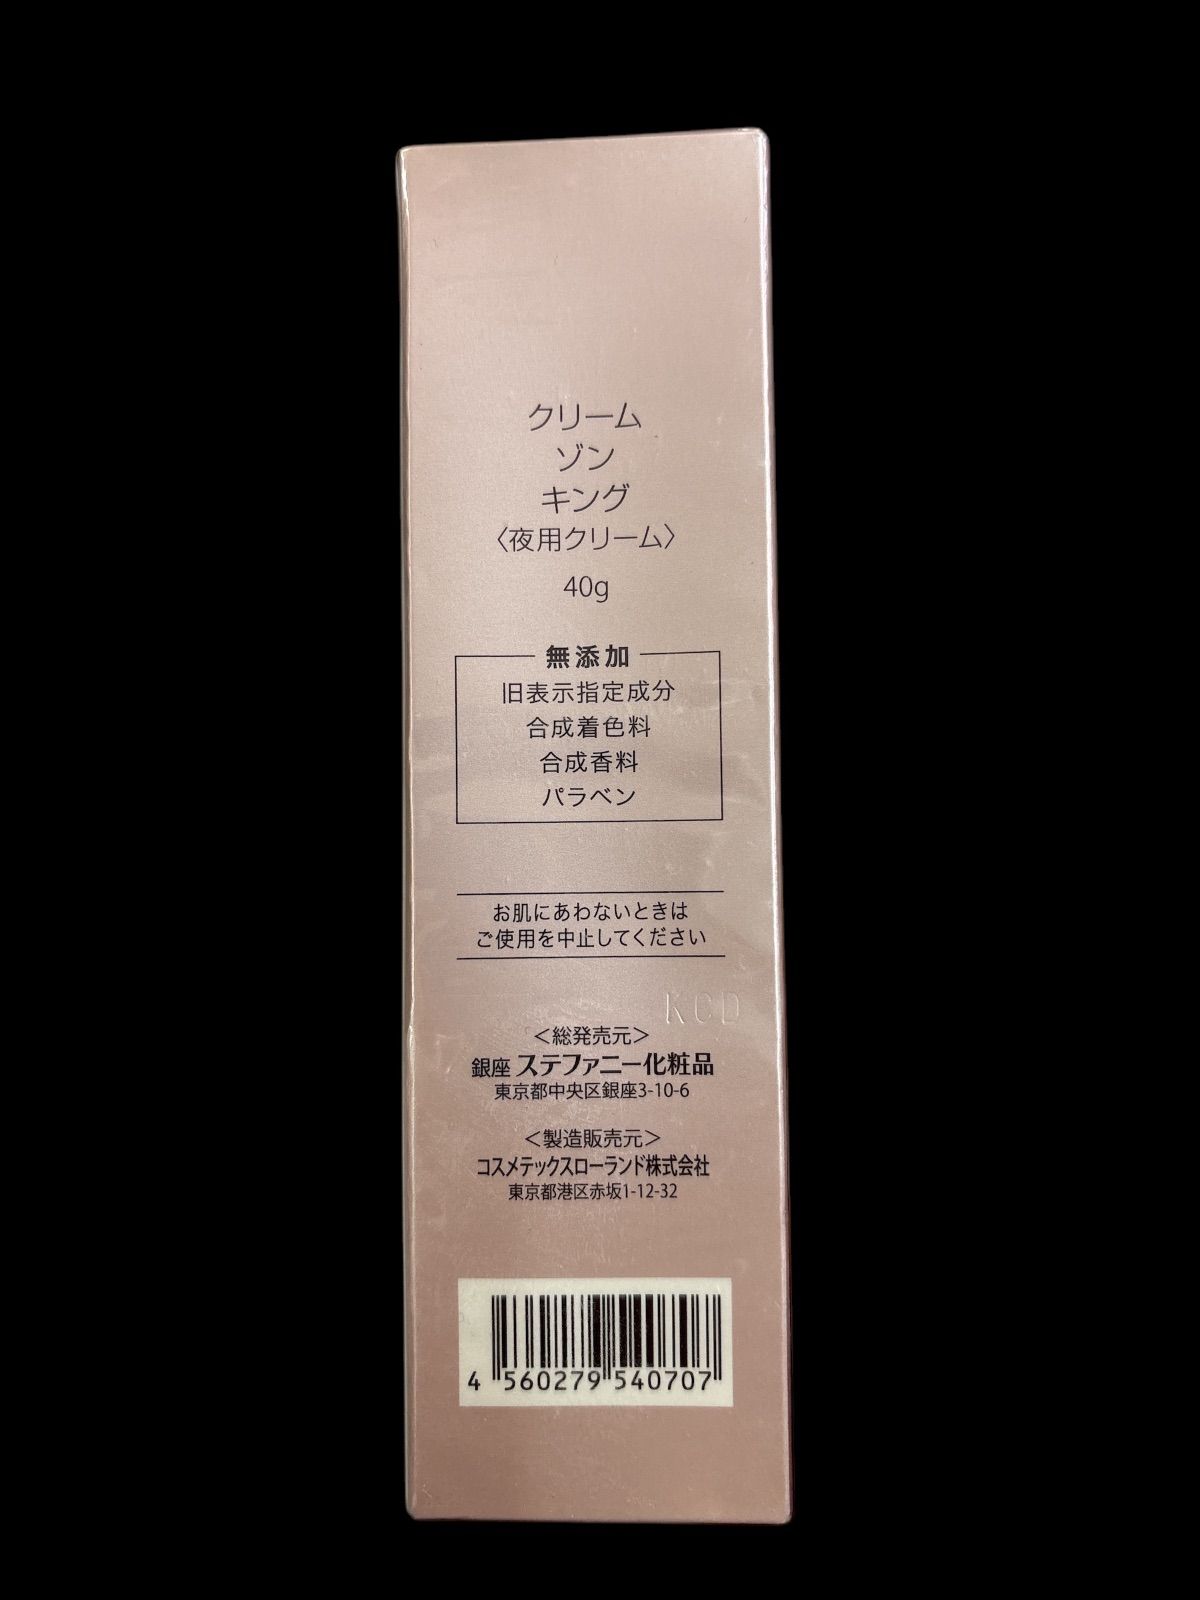 クリーム
ゾン
キング
〈夜用クリーム〉
40g
無添加
旧表示指定成分
合成着色料
合成香料
パラベン
お肌にあわないときは
ご使用を中止してください
KCD
＜総発売元＞
銀座 ステファニー化粧品
東京都中央区銀座3-10-6
＜製造販売元＞
コスメテックスローランド株式会社
東京都港区赤坂1-12-32
4 560279 540707